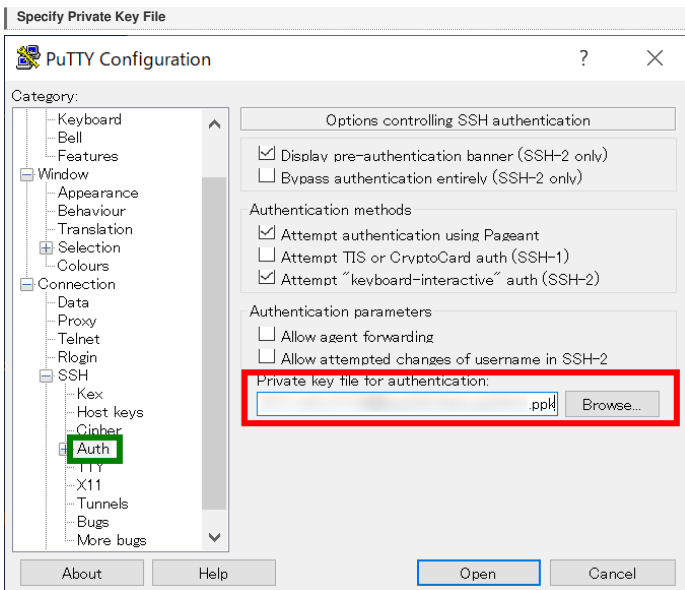 Specify Private Key File
PuTTY Configuration
?
Category:
Keyboard
Bell
Features
Window
Appearance
Behaviour
Translation
Selection
Colours
Connection
Data
Proxy
Telnet
Rlogin
SSH
Kex
Host keys
Cipher
Auth
TTY
X11
Tunnels
Bugs
More bugs
Options controlling SSH authentication
Display pre-authentication banner (SSH-2 only)
Bypass authentication entirely (SSH-2 only)
Authentication methods
Attempt authentication using Pageant
Attempt TIS or CryptoCard auth (SSH-1)
Attempt "keyboard-interactive" auth (SSH-2)
Authentication parameters
Allow agent forwarding
Allow attempted changes of username in SSH-2
Private key file for authentication:
.ppk
Browse...
About
Help
Open
Cancel